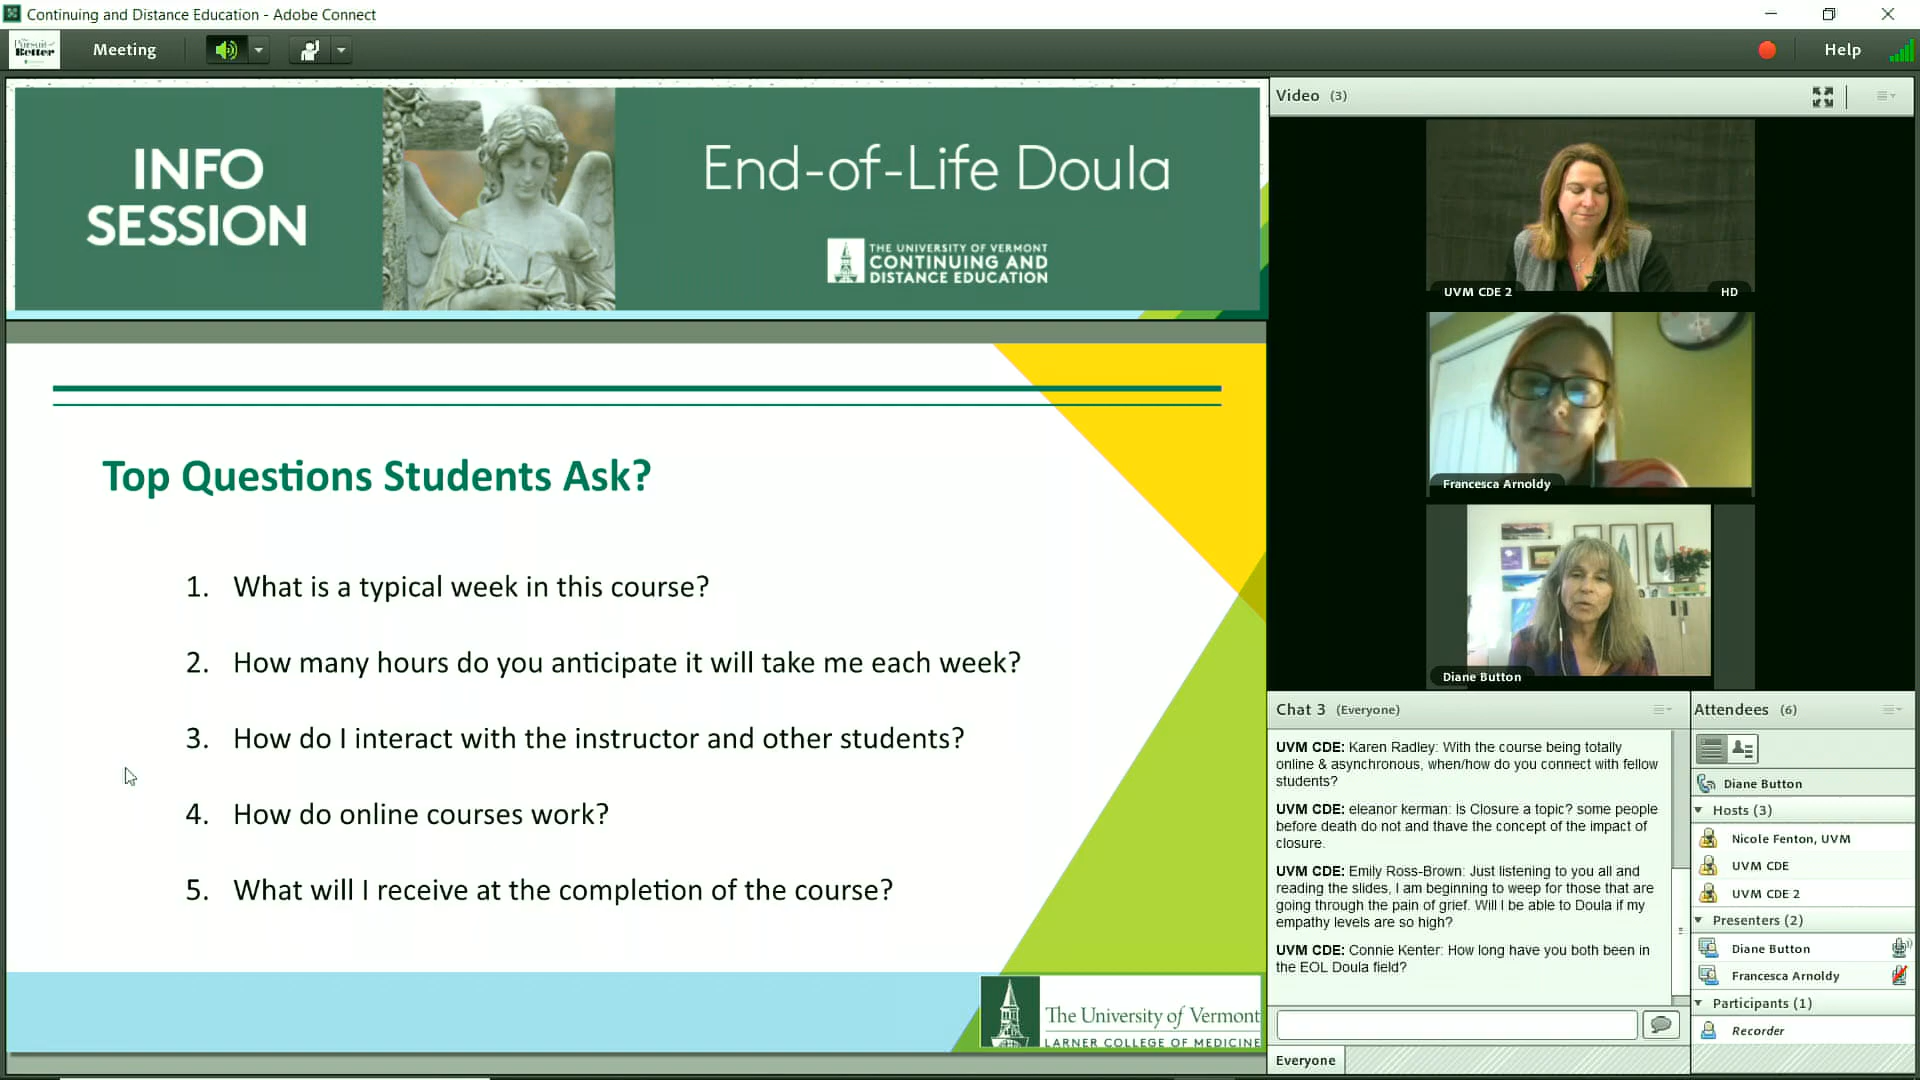 Continuing and Distance Education - Adobe Connect
Pursuit of
Better
Meeting
Help
INFO
SESSION
End-of-Life Doula
THE UNIVERSITY OF VERMONT
CONTINUING AND
DISTANCE EDUCATION
Top Questions Students Ask?
1. What is a typical week in this course?
2. How many hours do you anticipate it will take me each week?
3. How do I interact with the instructor and other students?
4. How do online courses work?
5. What will I receive at the completion of the course?
The University of Vermont
LARNER COLLEGE OF MEDICINE
Video (3)
UVM CDE 2
HD
Francesca Arnoldy
Diane Button
Chat 3 (Everyone)
UVM CDE: Karen Radley: With the course being totally
online & asynchronous, when/how do you connect with fellow
students?
UVM CDE: eleanor kerman: Is Closure a topic? some people
before death do not and thave the concept of the impact of
closure.
UVM CDE: Emily Ross-Brown: Just listening to you all and
reading the slides, I am beginning to weep for those that are
going through the pain of grief. Will I be able to Doula if my
empathy levels are so high?
UVM CDE: Connie Kenter: How long have you both been in
the EOL Doula field?
Everyone
Attendees (6)
Diane Button
Hosts (3)
Nicole Fenton, UVM
UVM CDE
UVM CDE 2
Presenters (2)
Diane Button
Francesca Arnoldy
Participants (1)
Recorder